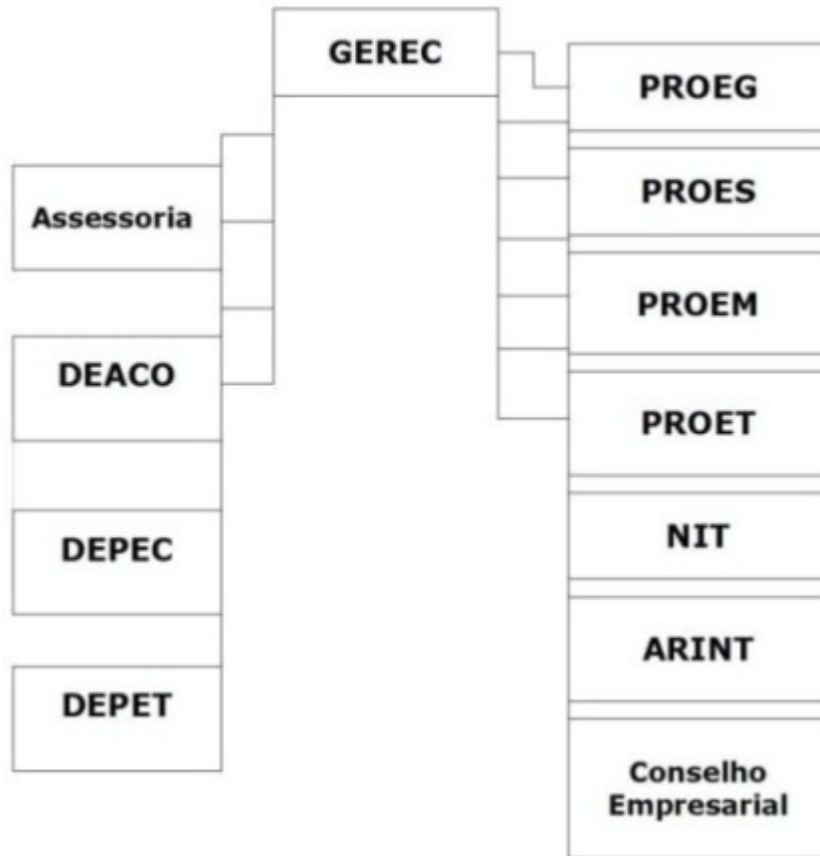 GEREC
Assessoria
DEACO
DEPEC
DEPET
PROEG
PROES
PROEM
PROET
NIT
ARINT
Conselho
Empresarial